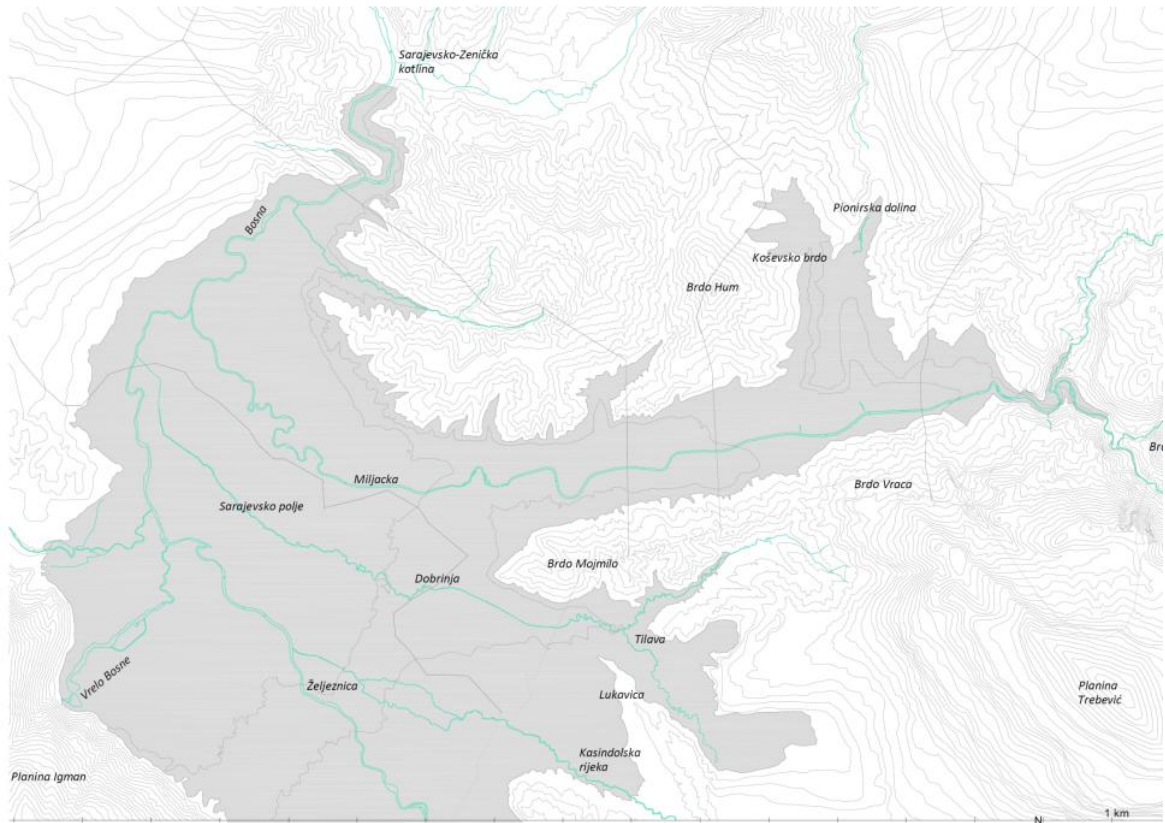 Sarajevsko-Zenička
kotlina
Pionirska dolina
Bosna
Koševsko brdo
Brdo Hum
Miljacka
Brdo Vraca
Sarajevsko polje
Brdo Mojmilo
Dobrinja
Tilava
Vrelo Bosne
Željeznica
Lukavica
Planina
Trebević
Kasindolska
rijeka
Planina Igman
1 km
N